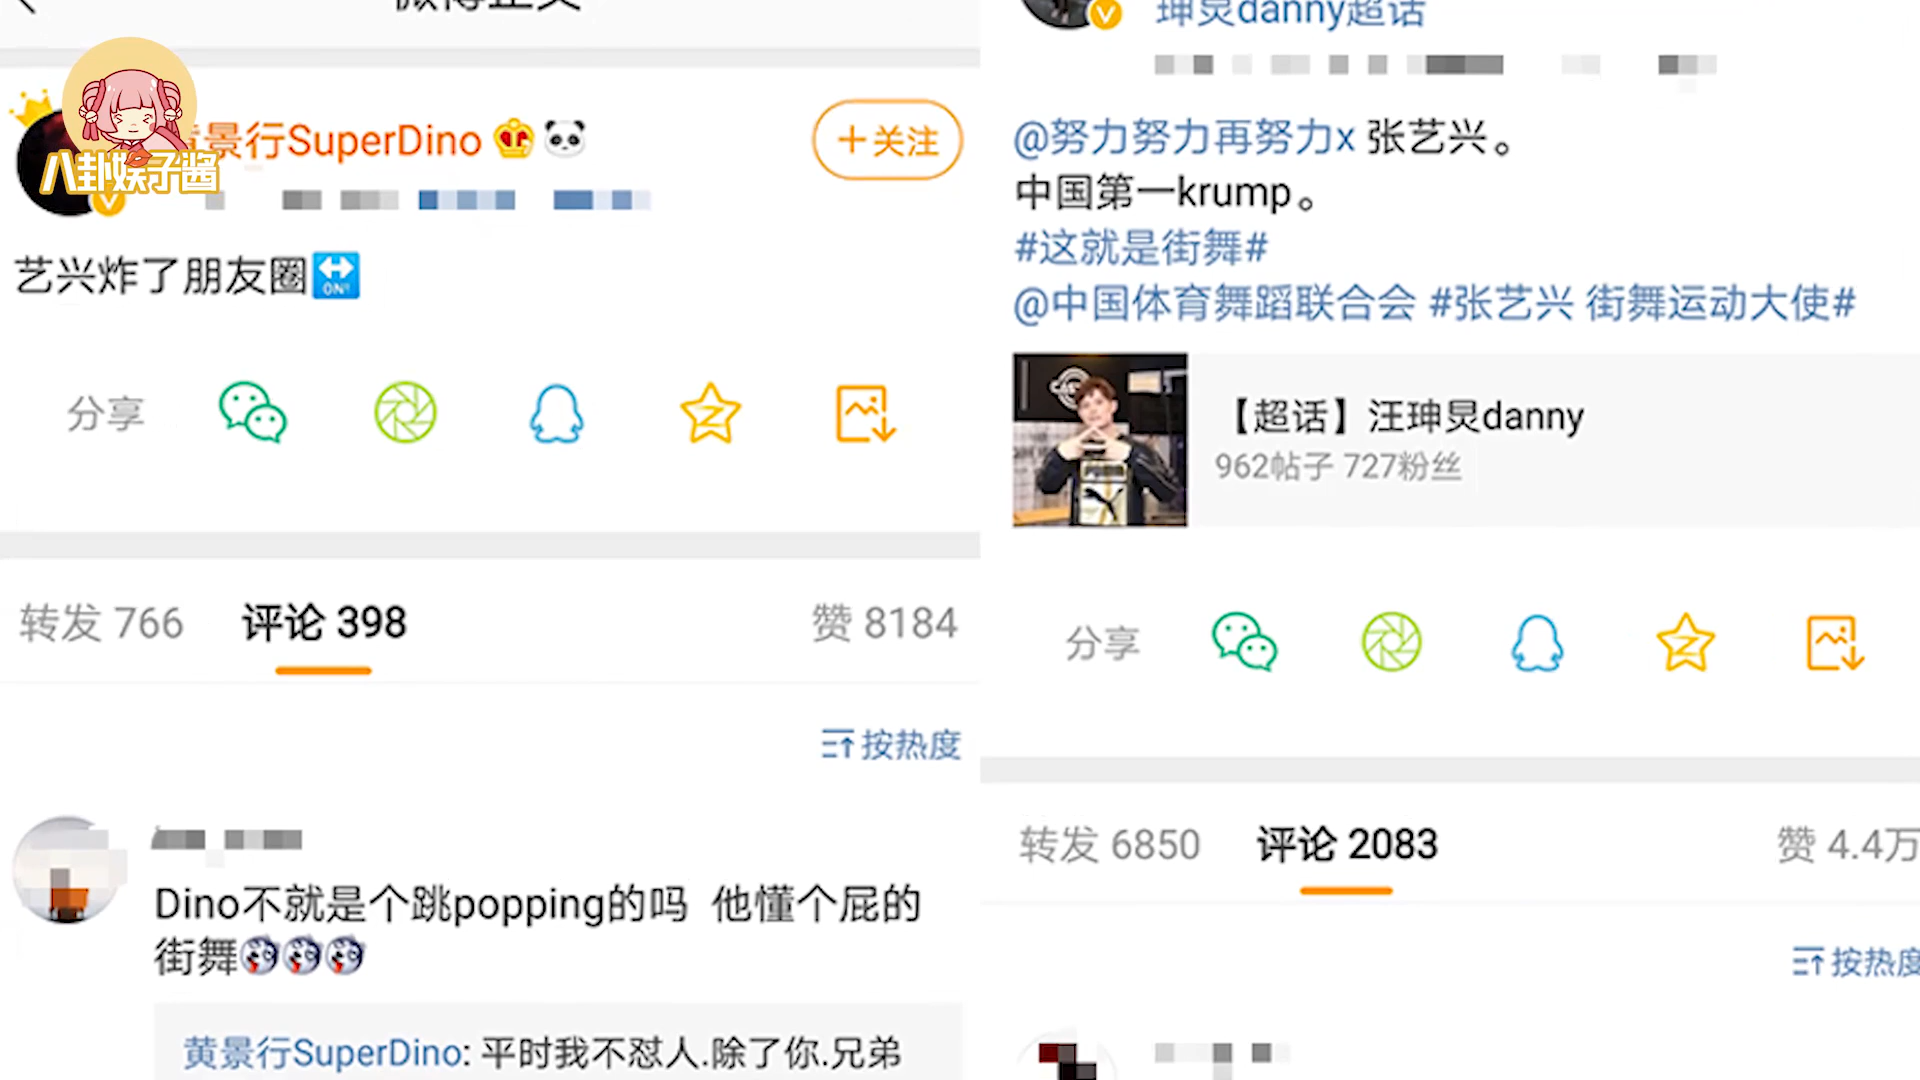 微博正文
八卦娱子酱
黄景行SuperDino
+关注
艺兴炸了朋友圈
ON!
分享
转发 766
评论 398
赞 8184
按热度
Dino不就是个跳popping的吗 他懂个屁的
街舞
黄景行SuperDino: 平时我不怼人.除了你.兄弟
珅炅danny超话
@努力努力再努力x 张艺兴。
中国第一krump。
#这就是街舞#
@中国体育舞蹈联合会 #张艺兴 街舞运动大使#
【超话】汪珅炅danny
962帖子 727粉丝
分享
转发 6850
评论 2083
赞 4.4万
按热度